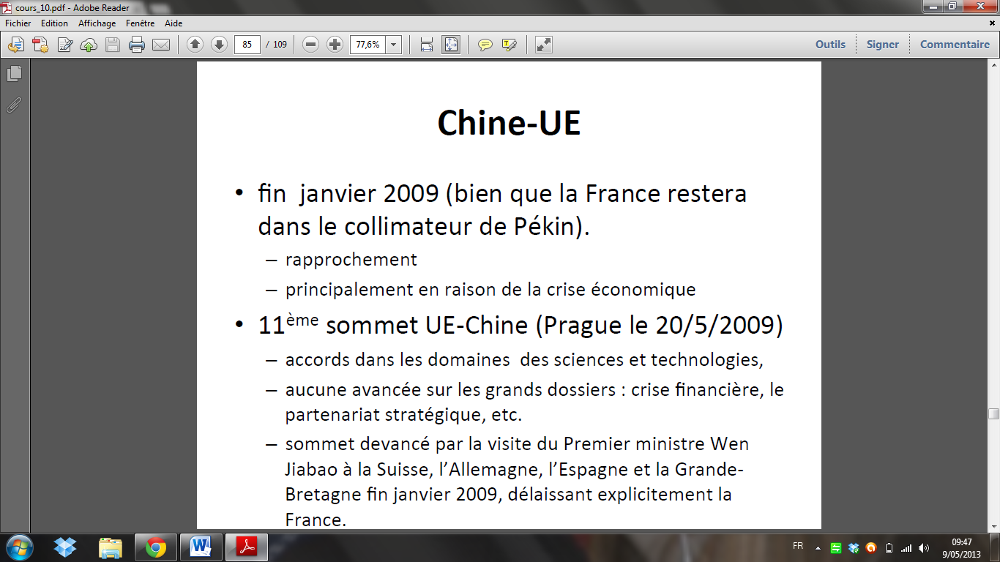 cours_10.pdf - Adobe Reader
Fichier Edition Affichage Fenêtre Aide
85 / 109 77,6% Outils Signer Commentaire
Chine-UE
• fin  janvier 2009 (bien que la France restera
dans le collimateur de Pékin).
– rapprochement
– principalement en raison de la crise économique
• 11ème sommet UE-Chine (Prague le 20/5/2009)
– accords dans les domaines  des sciences et technologies,
– aucune avancée sur les grands dossiers : crise financière, le
partenariat stratégique, etc.
– sommet devancé par la visite du Premier ministre Wen
Jiabao à la Suisse, l’Allemagne, l’Espagne et la Grande-
Bretagne fin janvier 2009, délaissant explicitement la
France.
FR 09:47
9/05/2013